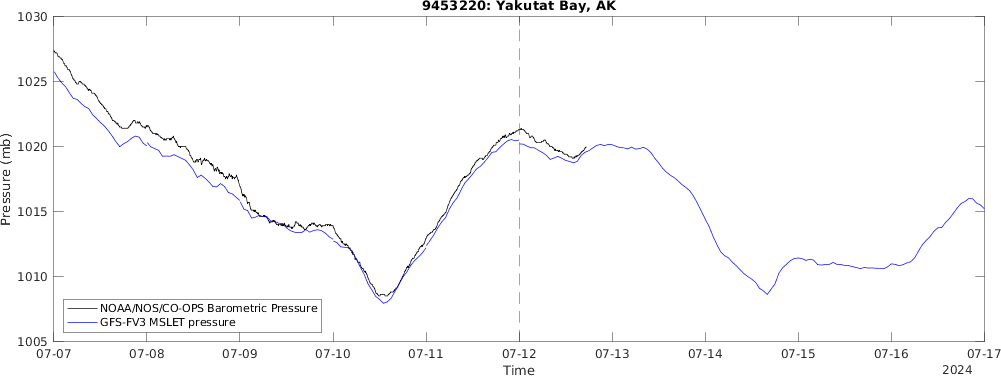 9453220: Yakutat Bay, AK
Pressure (mb)
1030
1025
1020
1015
1010
1005
NOAA/NOS/CO-OPS Barometric Pressure
GFS-FV3 MSLET pressure
07-07 07-08 07-09 07-10 07-11 07-12 07-13 07-14 07-15 07-16 07-17
Time
2024